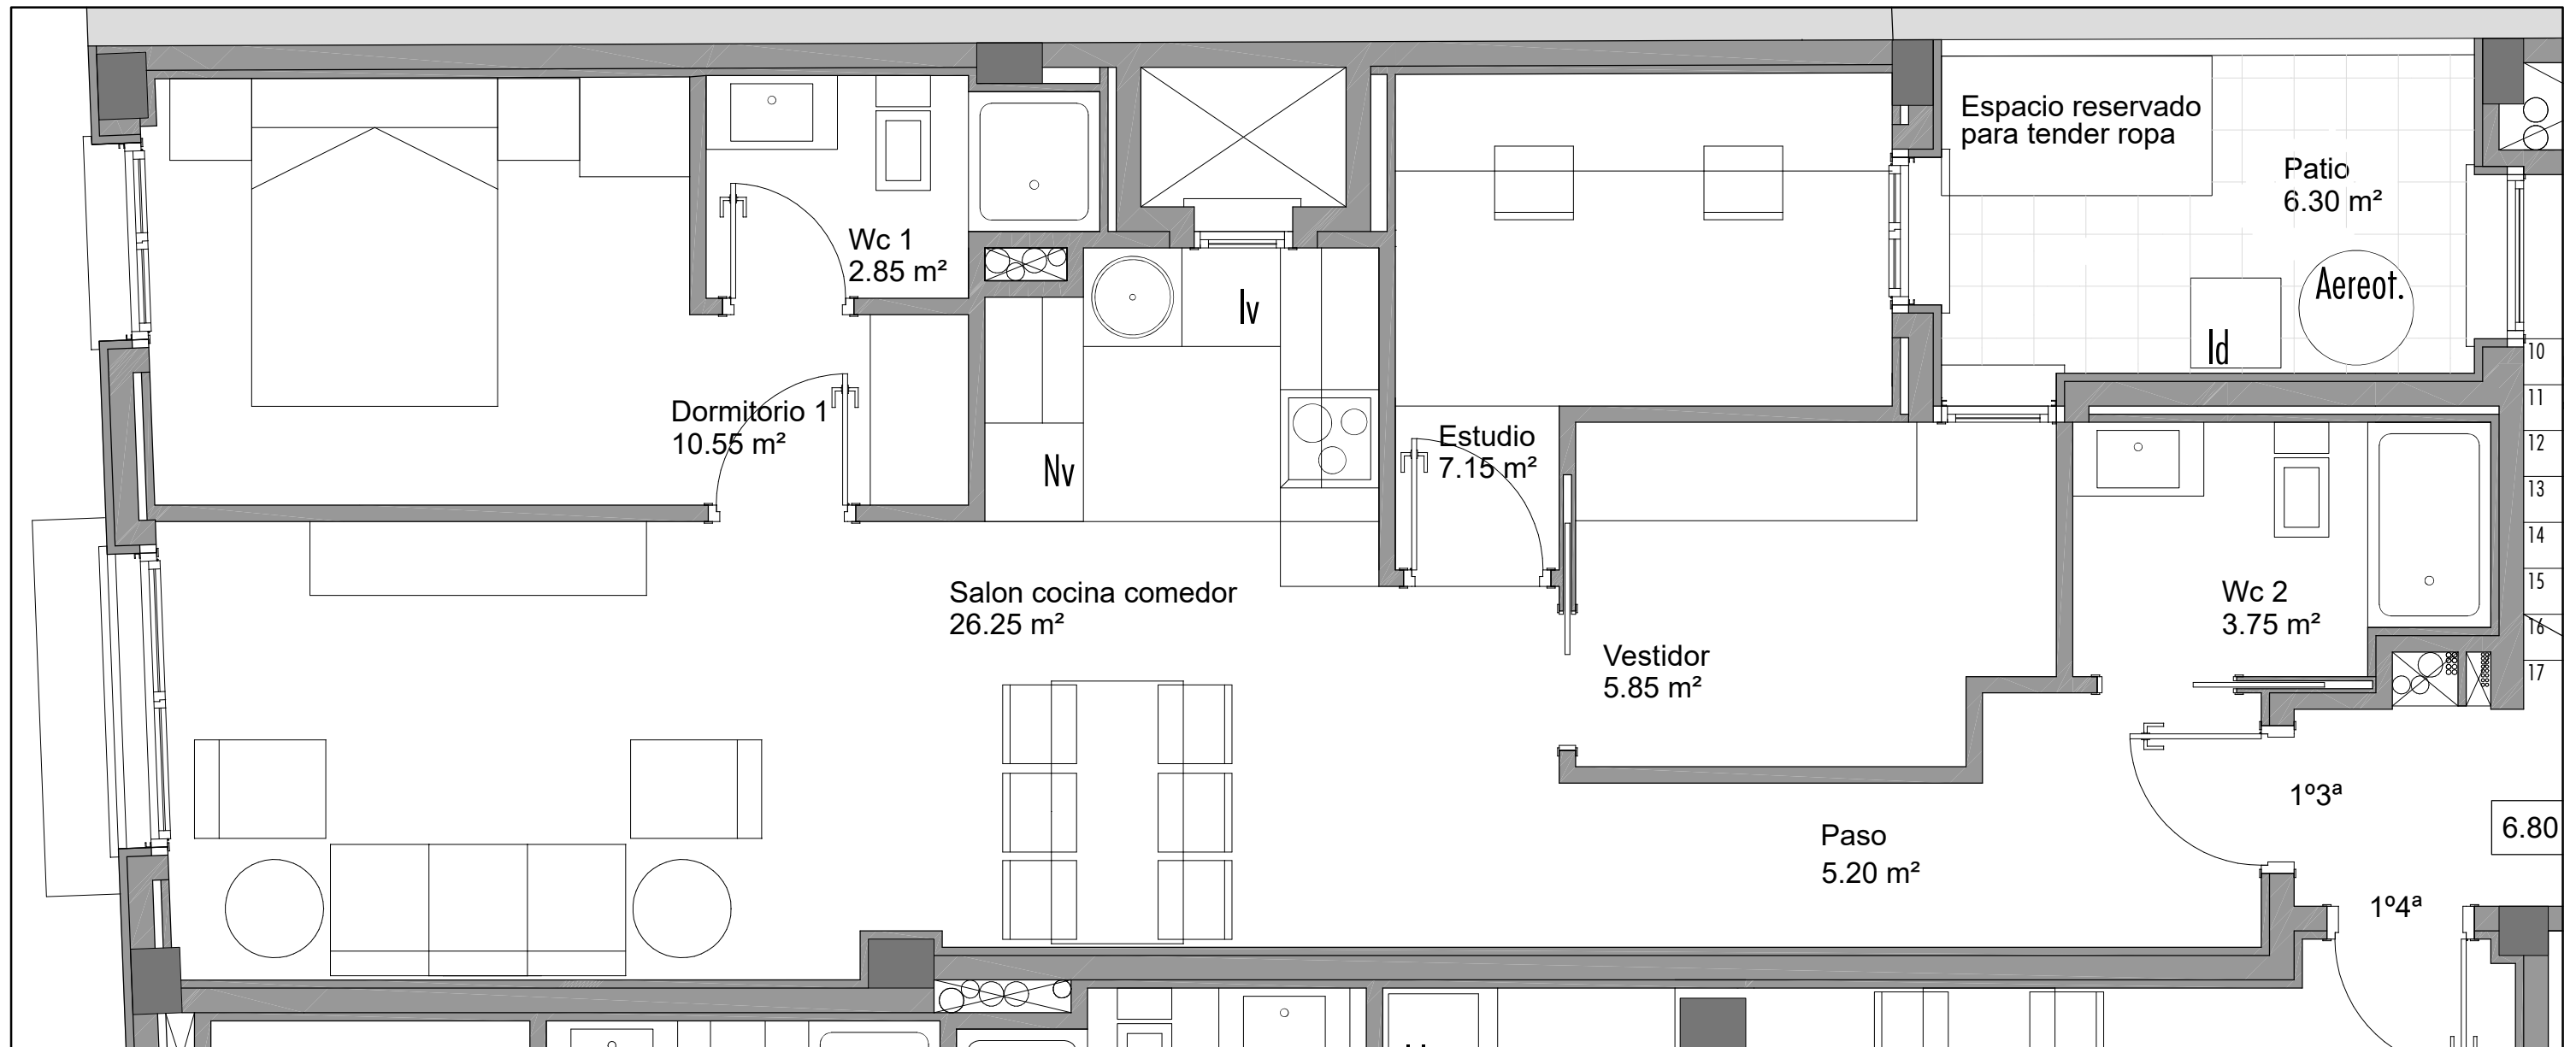 Espacio reservado
para tender ropa
Patio
6.30 m²
Wc 1
2.85 m²
Iv
Aereot.
Id
10
11
12
13
14
15
16
17
Dormitorio 1
10.55 m²
Nv
Estudio
7.15 m²
Salon cocina comedor
26.25 m²
Wc 2
3.75 m²
Vestidor
5.85 m²
1º3ª
6.80
Paso
5.20 m²
1º4ª